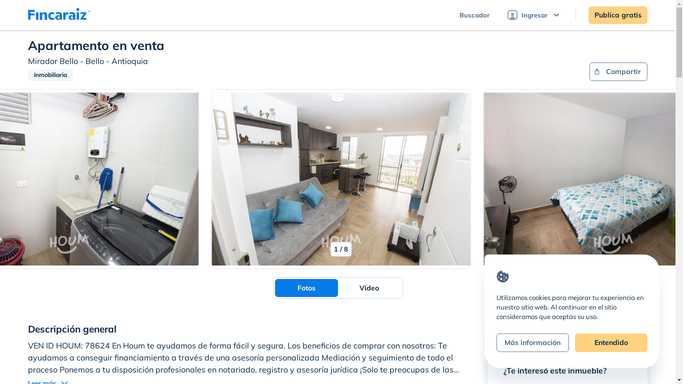 Fincaraiz
Buscador
Ingresar
Publica gratis
Apartamento en venta
Mirador Bello - Bello - Antioquia
Inmobiliaria
Compartir
HOUM
HOUM
HOUM
1 / 8
Fotos
Video
Descripción general
VEN ID HOUM: 78624 En Houm te ayudamos de forma fácil y segura. Los beneficios de comprar con nosotros: Te
ayudamos a conseguir financiamiento a través de una asesoría personalizada Mediación y seguimiento de todo el
proceso Ponemos a tu disposición profesionales en notariado, registro y asesoría jurídica ¡Solo te preocupas de las...
Leer más
Utilizamos cookies para mejorar tu experiencia en
nuestro sitio web. Al continuar en el sitio
consideramos que aceptas su uso.
Más información
Entendido
¿Te interesó este inmueble?